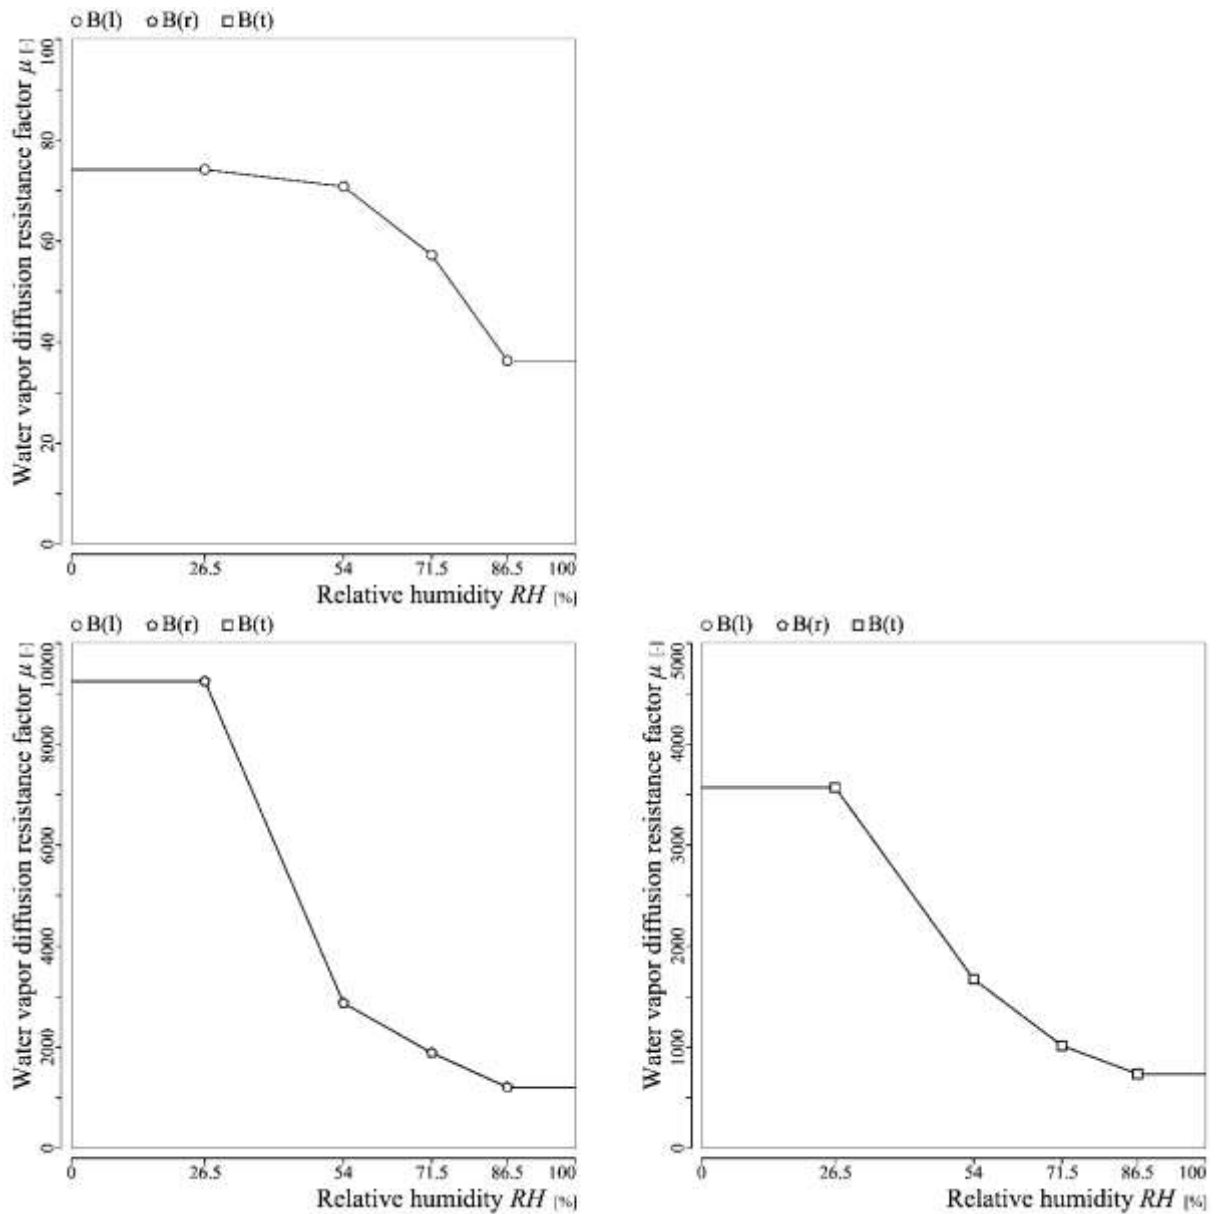 B(l) B(r) B(t)
Water vapor diffusion resistance factor μ [-]
100
80
60
40
20
0
0 26.5 54 71.5 86.5 100
Relative humidity RH [%]
B(l) B(r) B(t)
Water vapor diffusion resistance factor μ [-]
10000
8000
6000
4000
2000
0
0 26.5 54 71.5 86.5 100
Relative humidity RH [%]
B(l) B(r) B(t)
Water vapor diffusion resistance factor μ [-]
5000
4000
3000
2000
1000
0
0 26.5 54 71.5 86.5 100
Relative humidity RH [%]